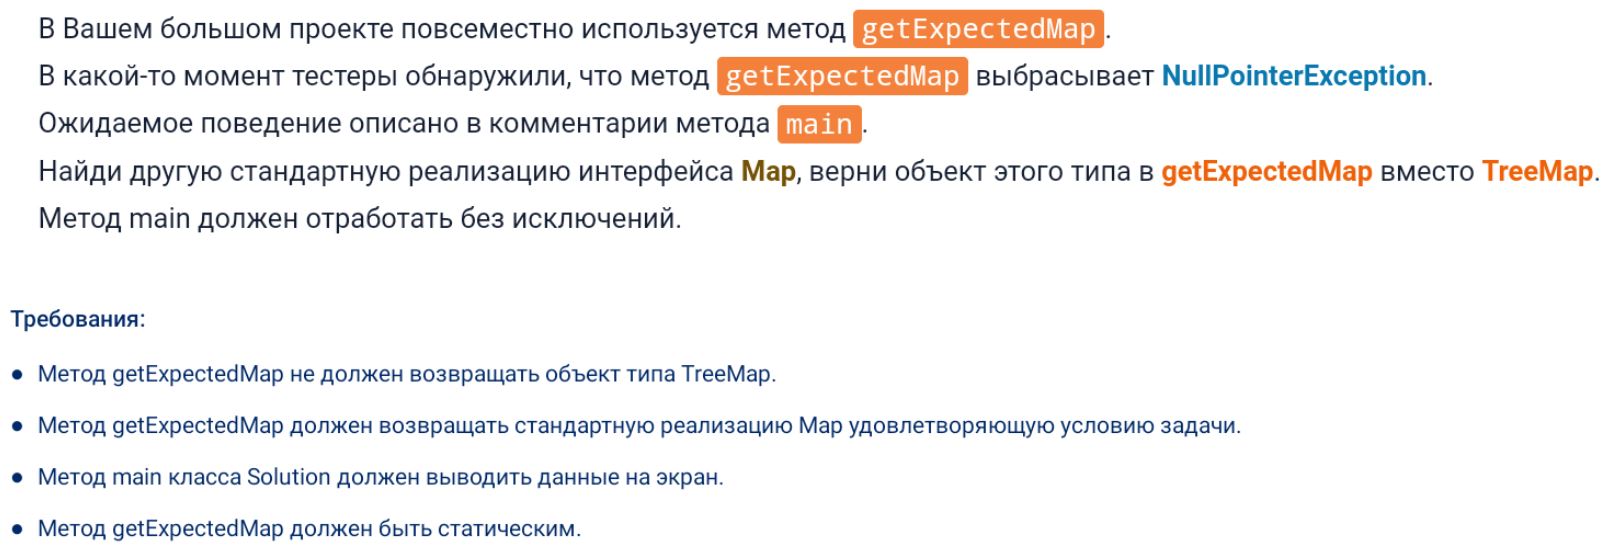 В Вашем большом проекте повсеместно используется метод getExpectedMap.
В какой-то момент тестеры обнаружили, что метод getExpectedMap выбрасывает NullPointerException.
Ожидаемое поведение описано в комментарии метода main.
Найди другую стандартную реализацию интерфейса Map, верни объект этого типа в getExpectedMap вместо TreeMap.
Метод main должен отработать без исключений.
Требования:
● Метод getExpectedMap не должен возвращать объект типа TreeMap.
● Метод getExpectedMap должен возвращать стандартную реализацию Map удовлетворяющую условию задачи.
● Метод main класса Solution должен выводить данные на экран.
● Метод getExpectedMap должен быть статическим.